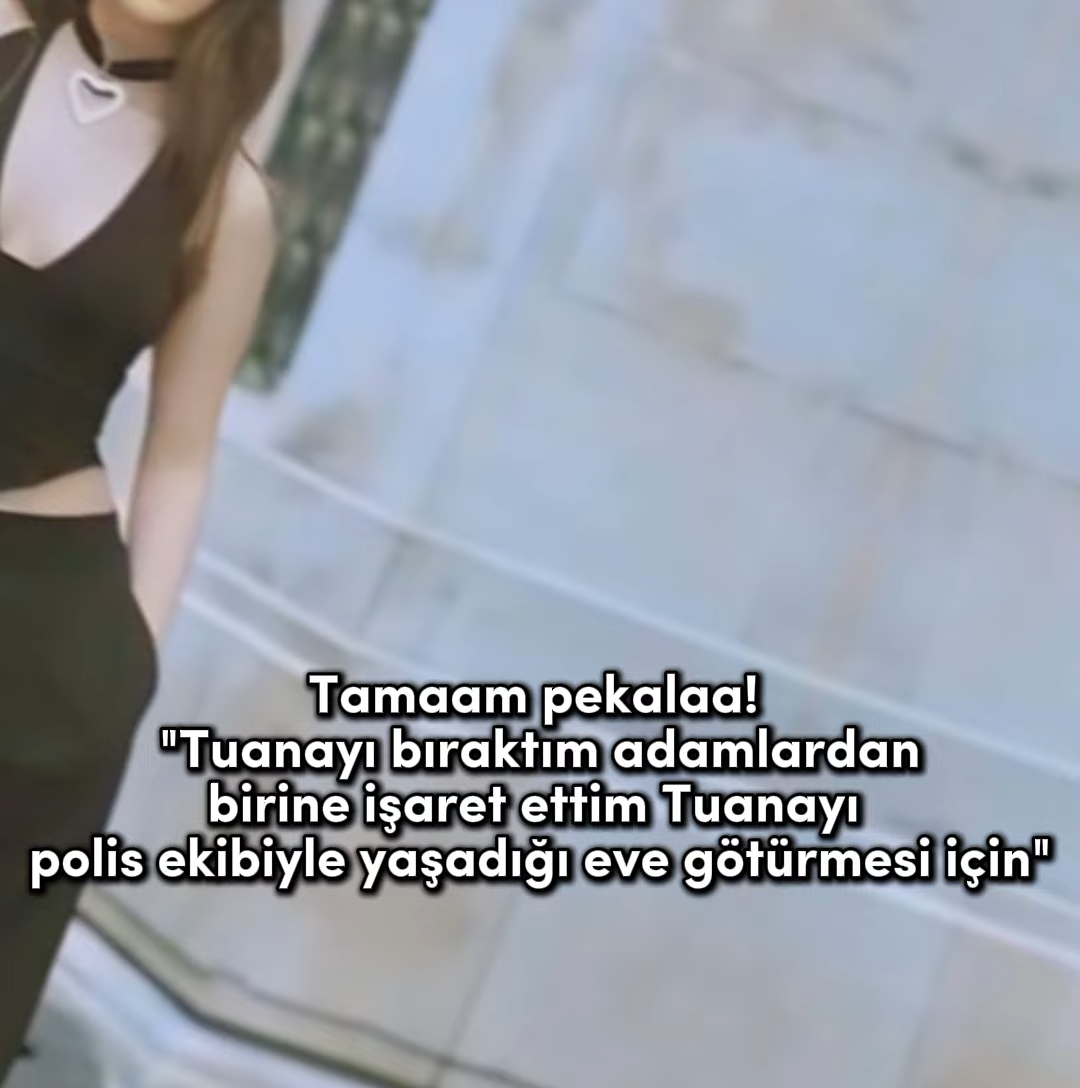 Tamaam pekalaa!
"Tuanayı bıraktım adamlardan
birine işaret ettim Tuanayı
polis ekibiyle yaşadığı eve götürmesi için"